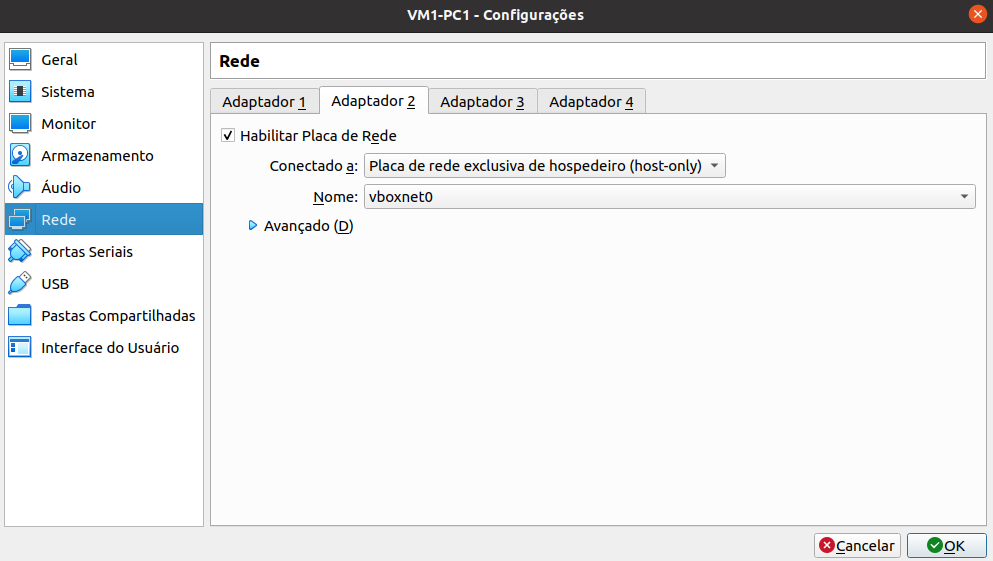 VM1-PC1 - Configurações
Geral
Sistema
Monitor
Armazenamento
Áudio
Rede
Portas Seriais
USB
Pastas Compartilhadas
Interface do Usuário
Rede
Adaptador 1 Adaptador 2 Adaptador 3 Adaptador 4
Habilitar Placa de Rede
Conectado a: Placa de rede exclusiva de hospedeiro (host-only)
Nome: vboxnet0
Avançado (D)
Cancelar OK